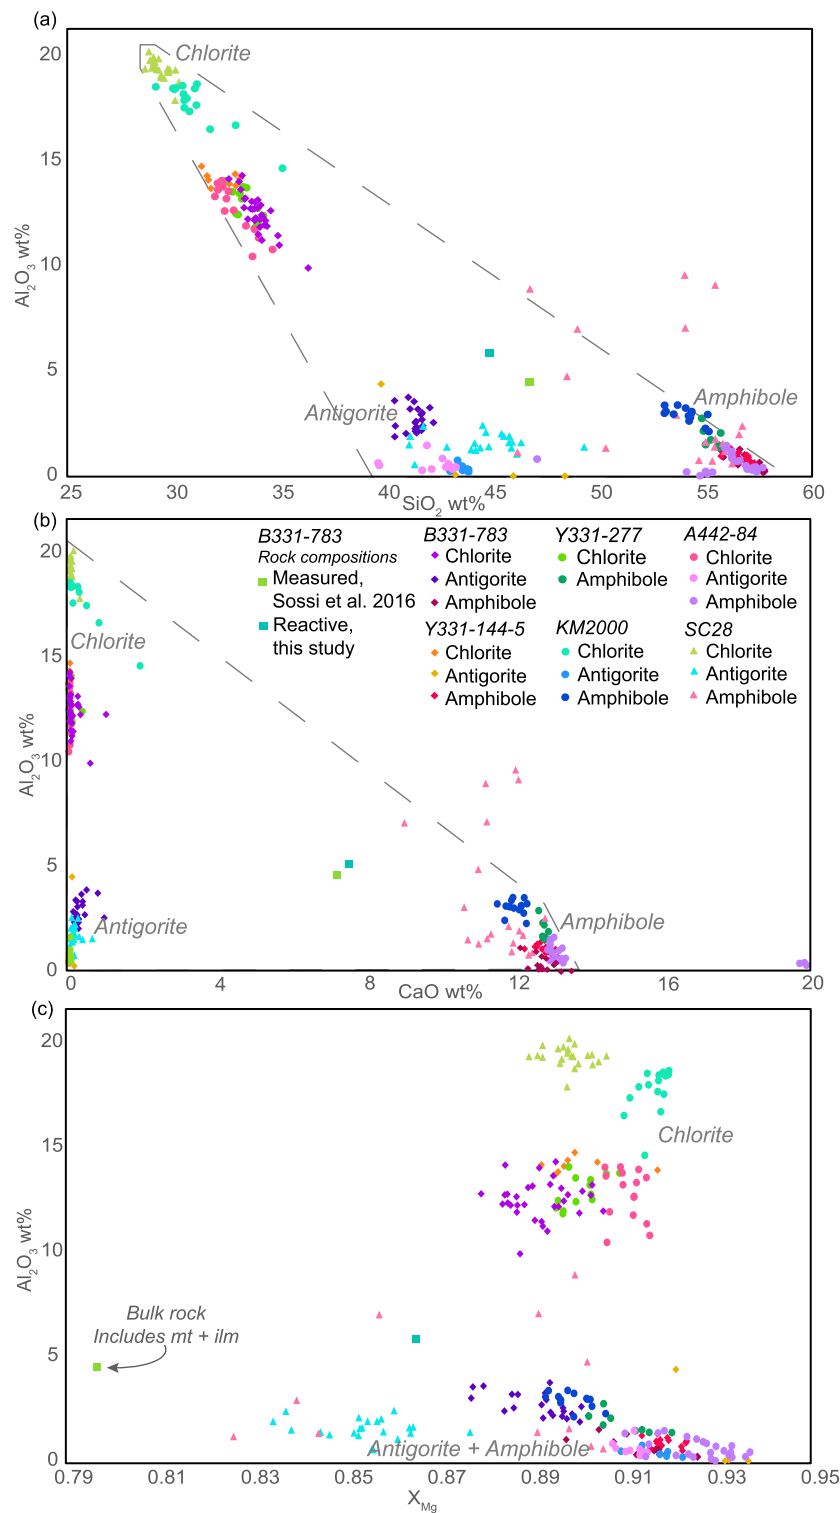 (a)
20
15
10
5
0
Al2O3 wt%
Chlorite
Antigorite
Amphibole
25 30 35 40 45 50 55 60
SiO2 wt%
(b)
20
15
10
5
0
Al2O3 wt%
B331-783
Rock compositions
Measured,
Sossi et al. 2016
Reactive,
this study
B331-783
Chlorite
Antigorite
Amphibole
Y331-277
Chlorite
Amphibole
A442-84
Chlorite
Antigorite
Amphibole
Y331-144-5
Chlorite
Antigorite
Amphibole
KM2000
Chlorite
Antigorite
Amphibole
SC28
Chlorite
Antigorite
Amphibole
Chlorite
Antigorite
Amphibole
0 4 8 12 16 20
CaO wt%
(c)
20
15
10
5
0
Al2O3 wt%
Chlorite
Bulk rock
Includes mt + ilm
Antigorite + Amphibole
0.79 0.81 0.83 0.85 0.87 0.89 0.91 0.93 0.95
XMg